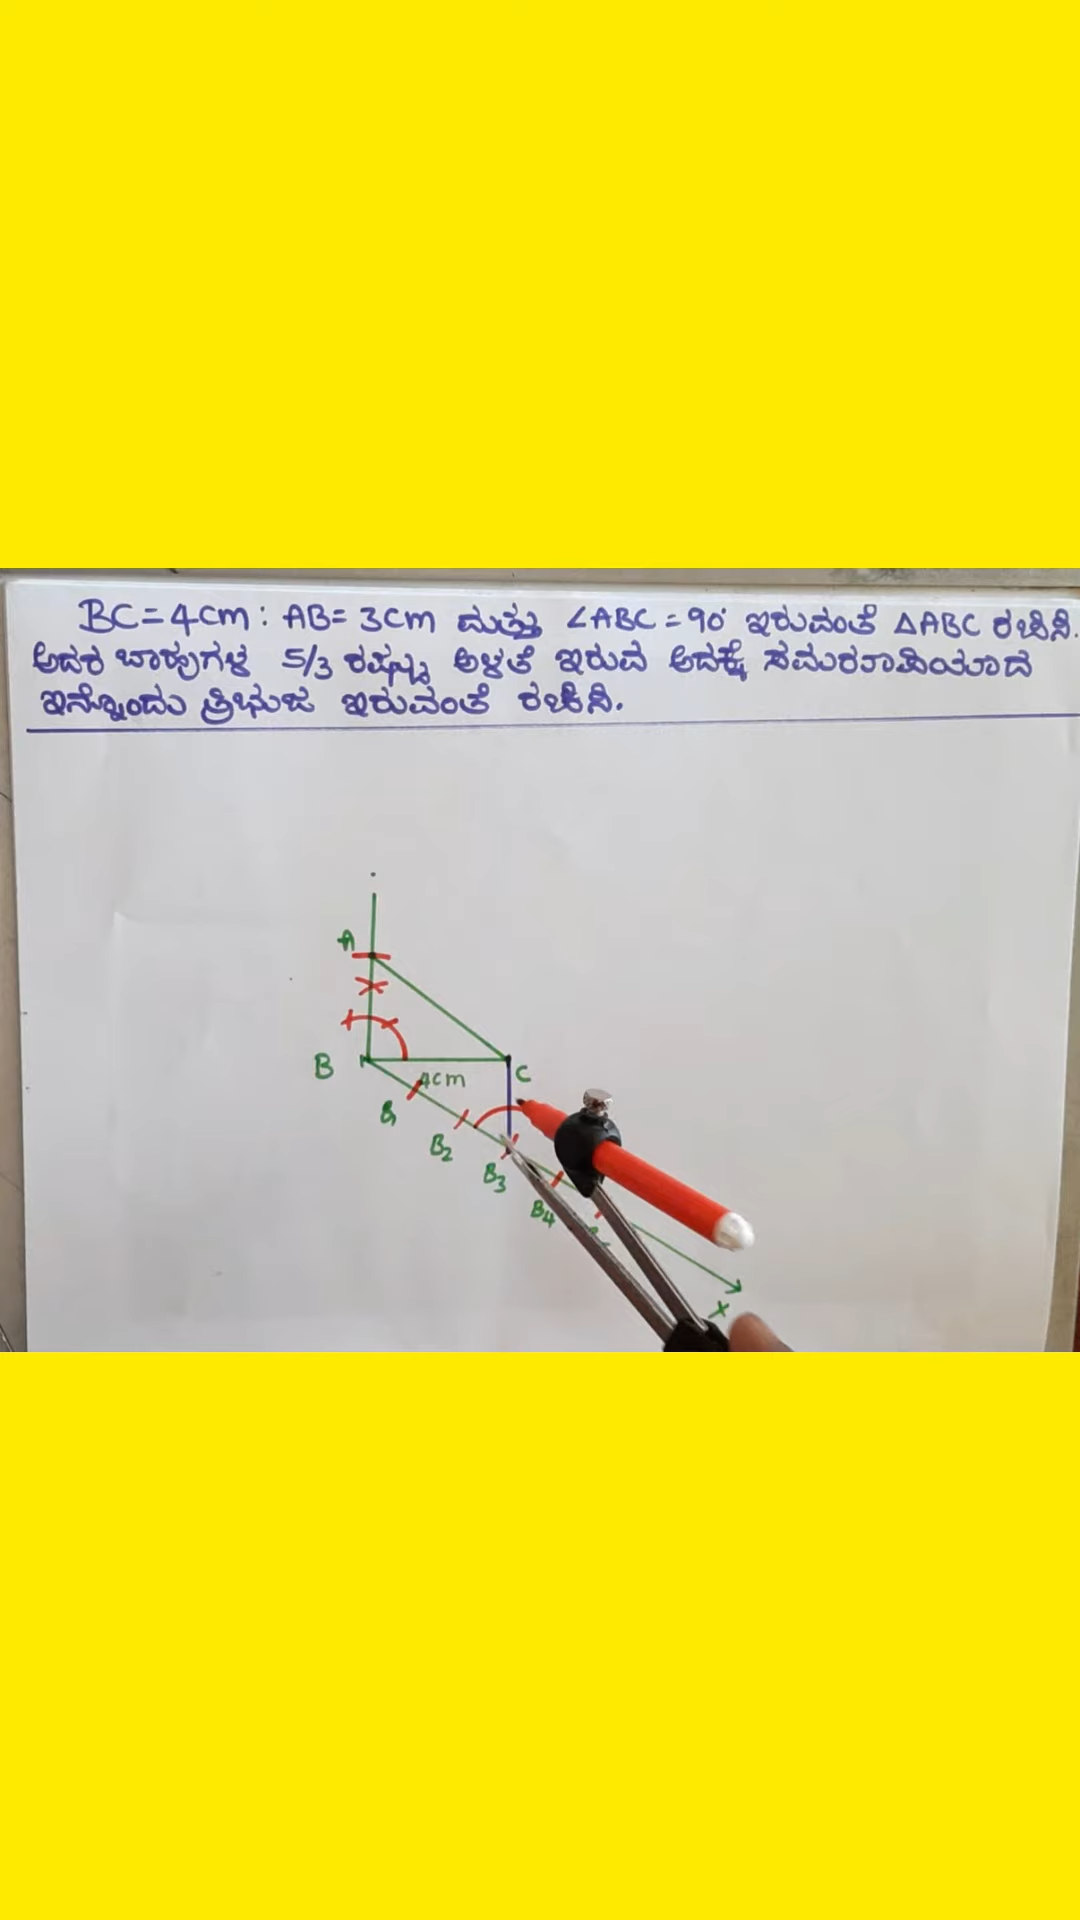 BC=4cm: AB= 3cm ಮತ್ತು ∠ABC=90° ಇರುವಂತೆ ΔABC ರಚಿಸಿ.
ಅದರ ಬಾಹುಗಳ 5/3 ರಷ್ಟು ಅಳತೆ ಇರುವ ಅದಕ್ಕೆ ಸಮರೂಪಿಯಾದ
ಇನ್ನೊಂದು ತ್ರಿಭುಜ ಇರುವಂತೆ ರಚಿಸಿ.
A
B
4cm
C
B1
B2
B3
B4
X